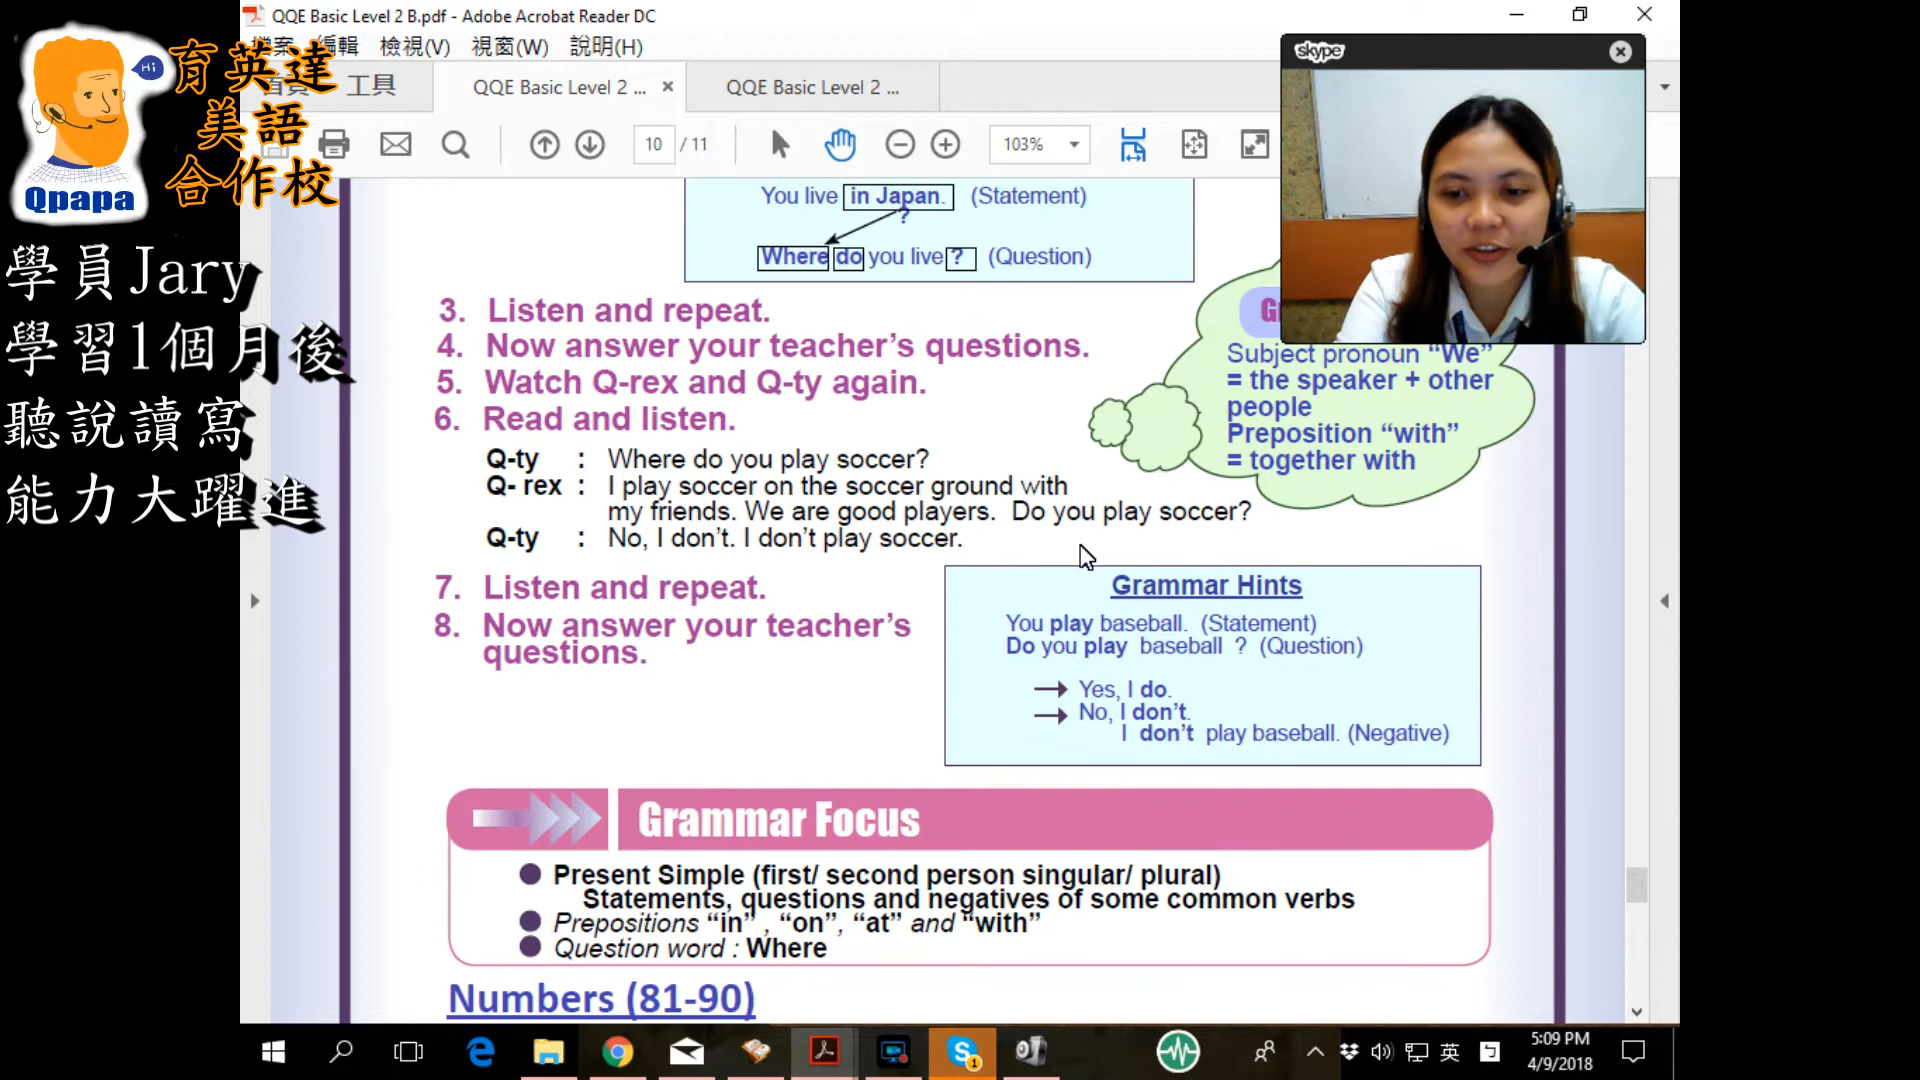 QQE Basic Level 2 B.pdf - Adobe Acrobat Reader DC
檔案 編輯 檢視(V) 視窗(W) 說明(H)
首頁 工具 QQE Basic Level 2 ... QQE Basic Level 2 ...
10 / 11 103%
skype
Hi
Qpapa
育英達
美語
合作校
學員Jary
學習1個月後
聽說讀寫
能力大躍進
You live in Japan. (Statement)
?
Where do you live ? (Question)
3. Listen and repeat.
4. Now answer your teacher's questions.
5. Watch Q-rex and Q-ty again.
6. Read and listen.
Subject pronoun “We”
= the speaker + other
people
Preposition “with”
= together with
Q-ty : Where do you play soccer?
Q- rex : I play soccer on the soccer ground with
my friends. We are good players. Do you play soccer?
Q-ty : No, I don't. I don't play soccer.
7. Listen and repeat.
8. Now answer your teacher's
questions.
Grammar Hints
You play baseball. (Statement)
Do you play baseball ? (Question)
Yes, I do.
No, I don't.
I don't play baseball. (Negative)
Grammar Focus
Present Simple (first/ second person singular/ plural)
Statements, questions and negatives of some common verbs
Prepositions “in” , “on”, “at” and “with”
Question word : Where
Numbers (81-90)
英
5:09 PM
4/9/2018